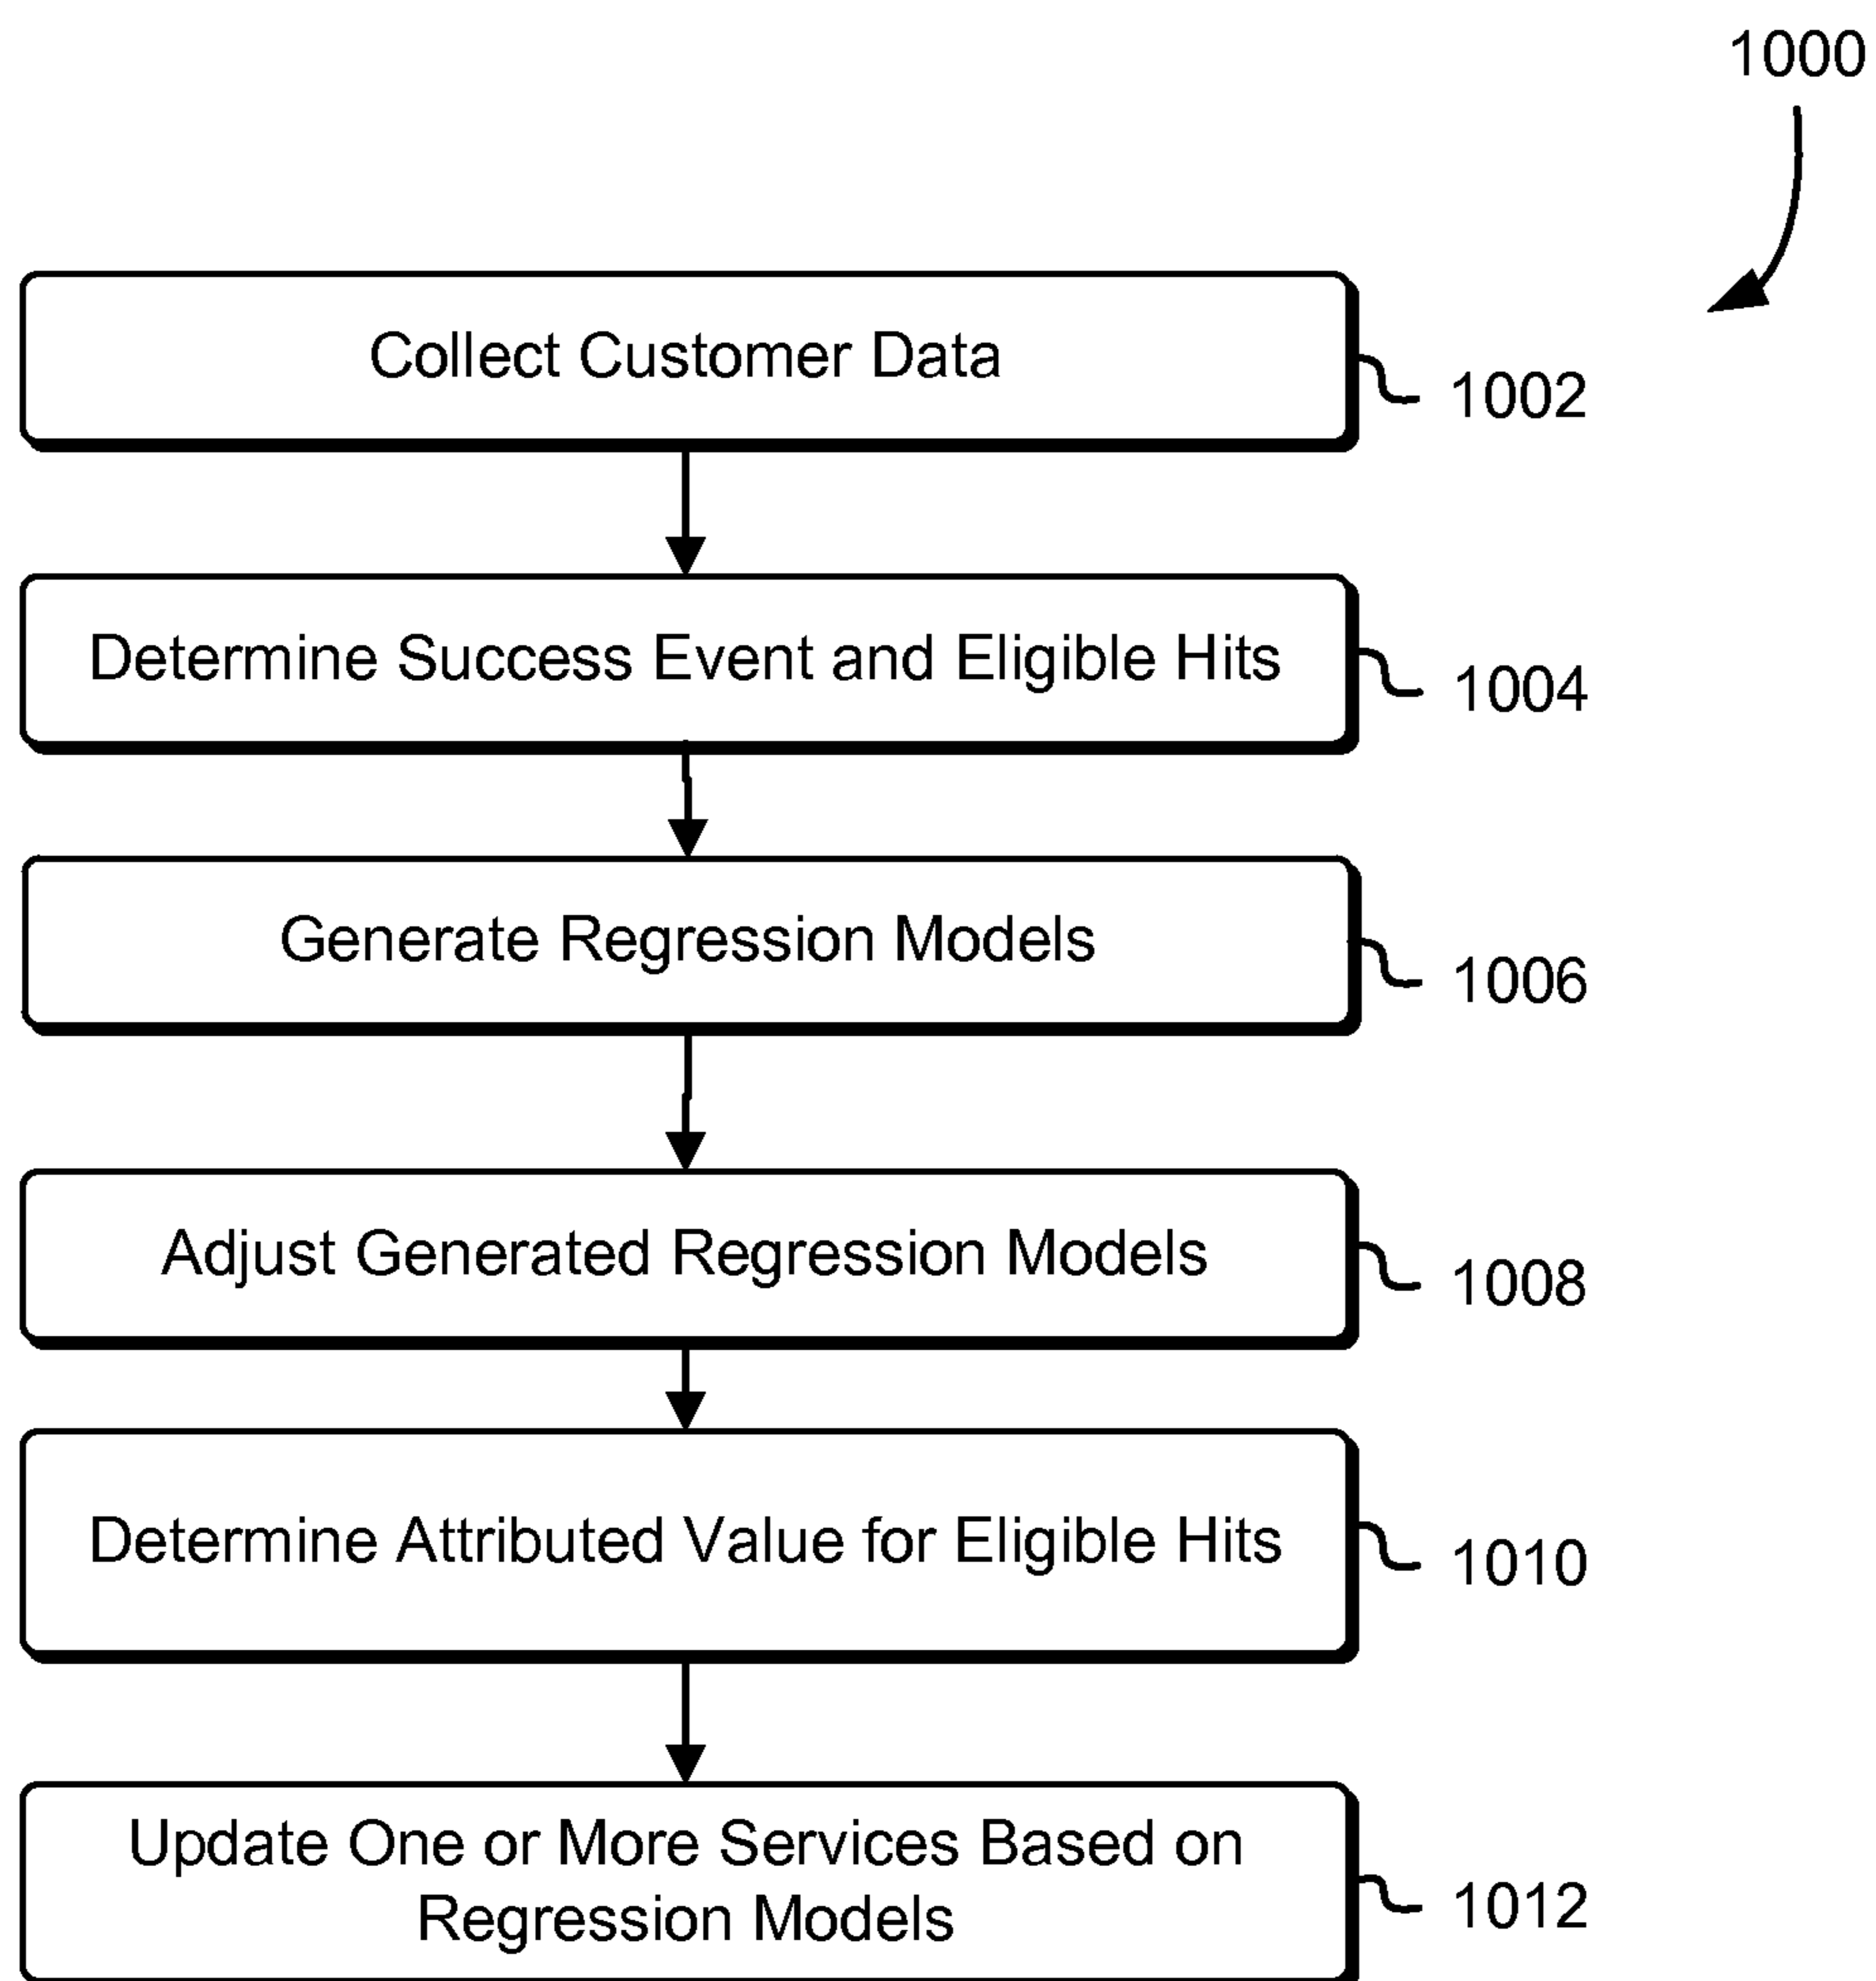 1000
Collect Customer Data
1002
Determine Success Event and Eligible Hits
1004
Generate Regression Models
1006
Adjust Generated Regression Models
1008
Determine Attributed Value for Eligible Hits
1010
Update One or More Services Based on
Regression Models
1012